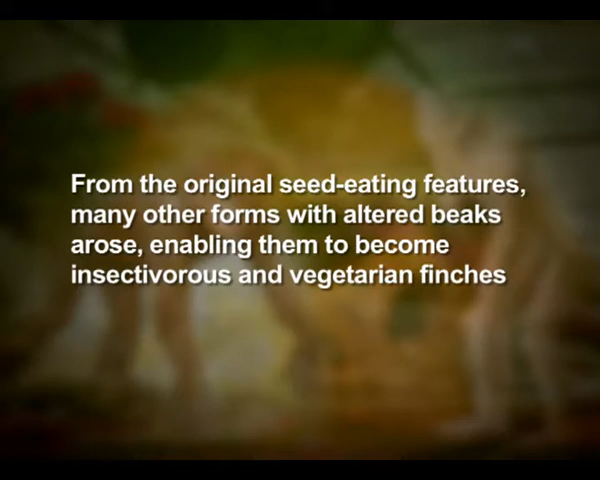 From the original seed-eating features,
many other forms with altered beaks
arose, enabling them to become
insectivorous and vegetarian finches